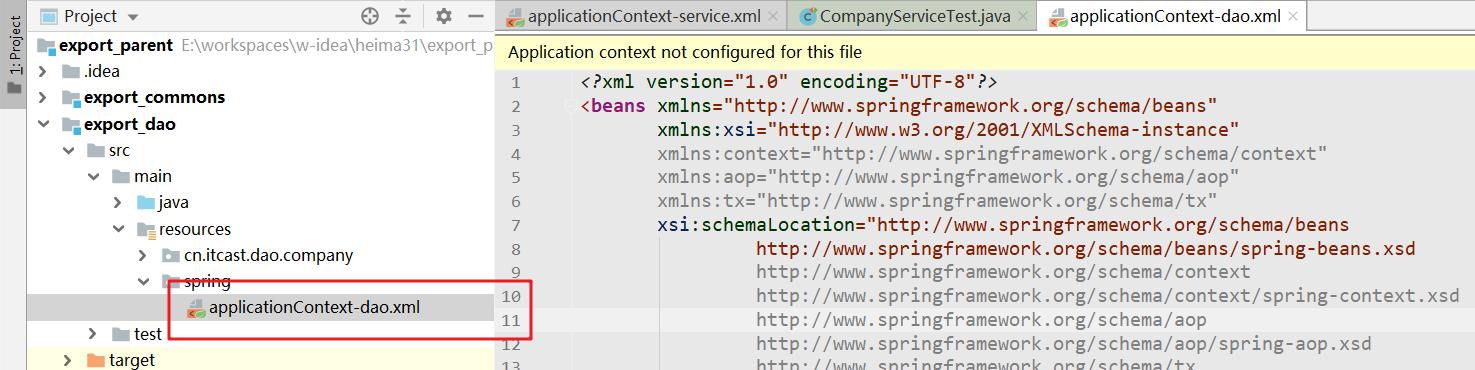 1: Project
Project
export_parent E:\workspaces\w-idea\heima31\export_p
.idea
export_commons
export_dao
src
main
java
resources
cn.itcast.dao.company
spring
applicationContext-dao.xml
test
target
applicationContext-service.xml
CompanyServiceTest.java
applicationContext-dao.xml
Application context not configured for this file
1 <?xml version="1.0" encoding="UTF-8"?>
2 <beans xmlns="http://www.springframework.org/schema/beans"
3 xmlns:xsi="http://www.w3.org/2001/XMLSchema-instance"
4 xmlns:context="http://www.springframework.org/schema/context"
5 xmlns:aop="http://www.springframework.org/schema/aop"
6 xmlns:tx="http://www.springframework.org/schema/tx"
7 xsi:schemaLocation="http://www.springframework.org/schema/beans
8 http://www.springframework.org/schema/beans/spring-beans.xsd
9 http://www.springframework.org/schema/context
10 http://www.springframework.org/schema/context/spring-context.xsd
11 http://www.springframework.org/schema/aop
12 http://www.springframework.org/schema/aop/spring-aop.xsd
13 http://www.springframework.org/schema/tx